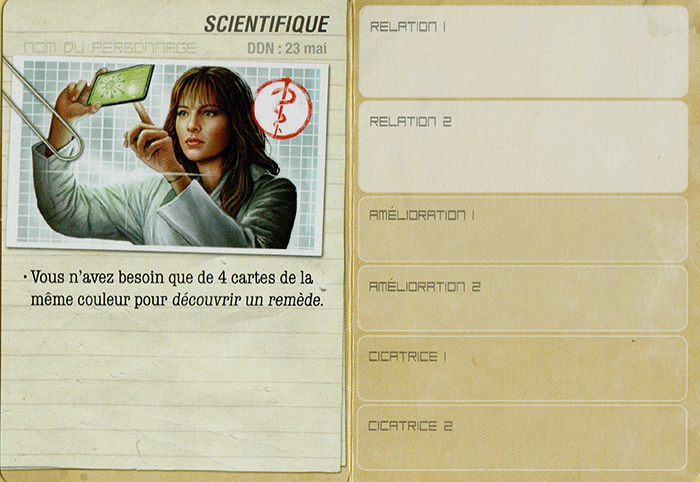 SCIENTIFIQUE
NOM DU PERSONNAGE
DDN : 23 mai
· Vous n'avez besoin que de 4 cartes de la
même couleur pour découvrir un remède.
RELATION 1
RELATION 2
AMÉLIORATION 1
AMÉLIORATION 2
CICATRICE 1
CICATRICE 2